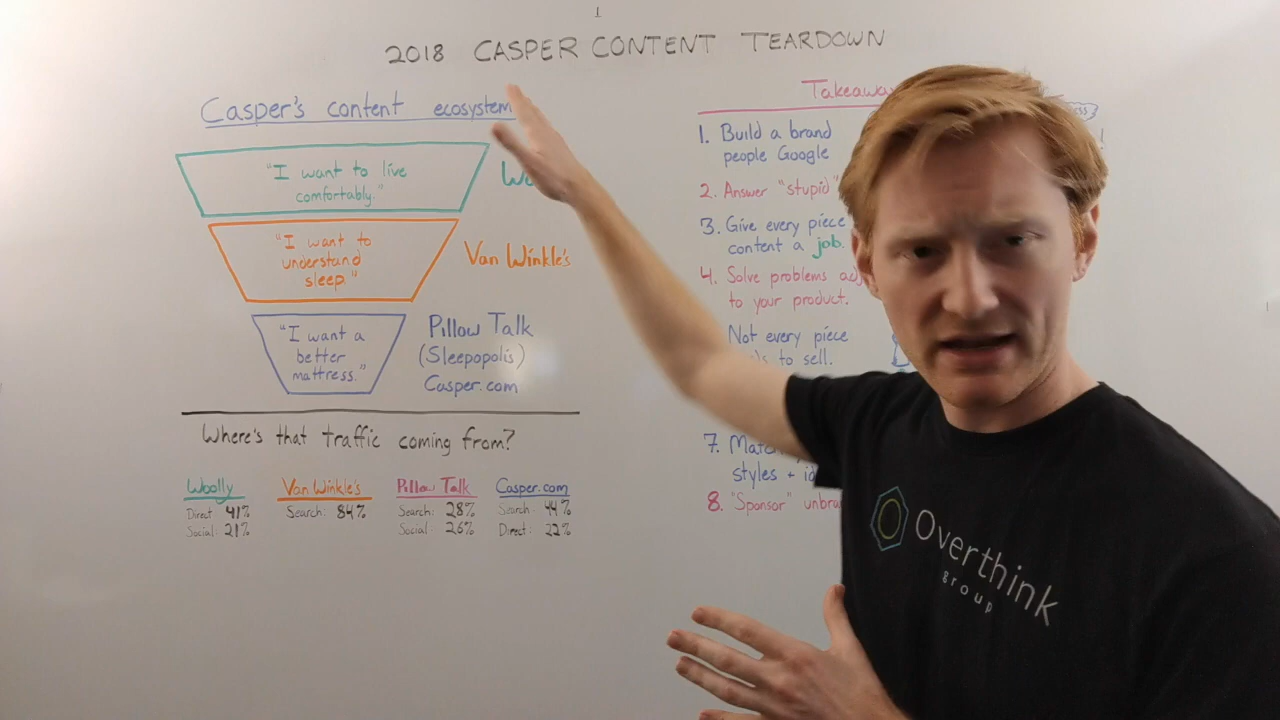 2018 CASPER CONTENT TEARDOWN
Casper's content ecosystem
"I want to live
comfortably."
"I want to
understand
sleep."
Van Winkle's
"I want a
better
mattress."
Pillow Talk
(Sleepopolis)
Casper.com
Where's that traffic coming from?
Woolly
Direct 41%
Social: 21%
Van Winkle's
Search: 84%
Pillow Talk
Search: 28%
Social: 26%
Casper.com
Search: 44%
Direct: 22%
1. Build a brand
people Google
2. Answer "stupid"
3. Give every piece
content a job.
4. Solve problems
to your product.
Not every piece
to sell.
7.
styles +
8. "Sponsor"
Overthink
group